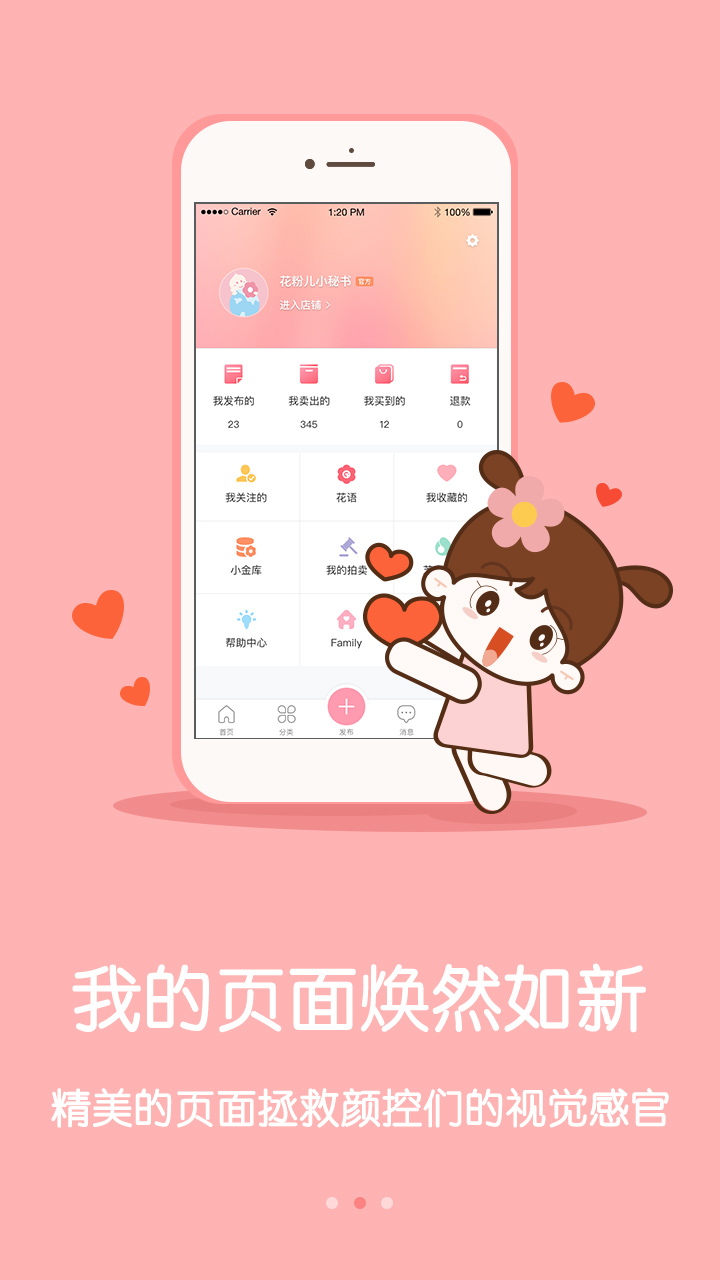 Carrier 1:20 PM 100%
花粉儿小秘书 官方
进入店铺 >
我发布的 我卖出的 我买到的 退款
23 345 12 0
我关注的 花语 我收藏的
小金库 我的拍卖
帮助中心 Family
首页 分类 发布 消息
我的页面焕然如新
精美的页面拯救颜控们的视觉感官